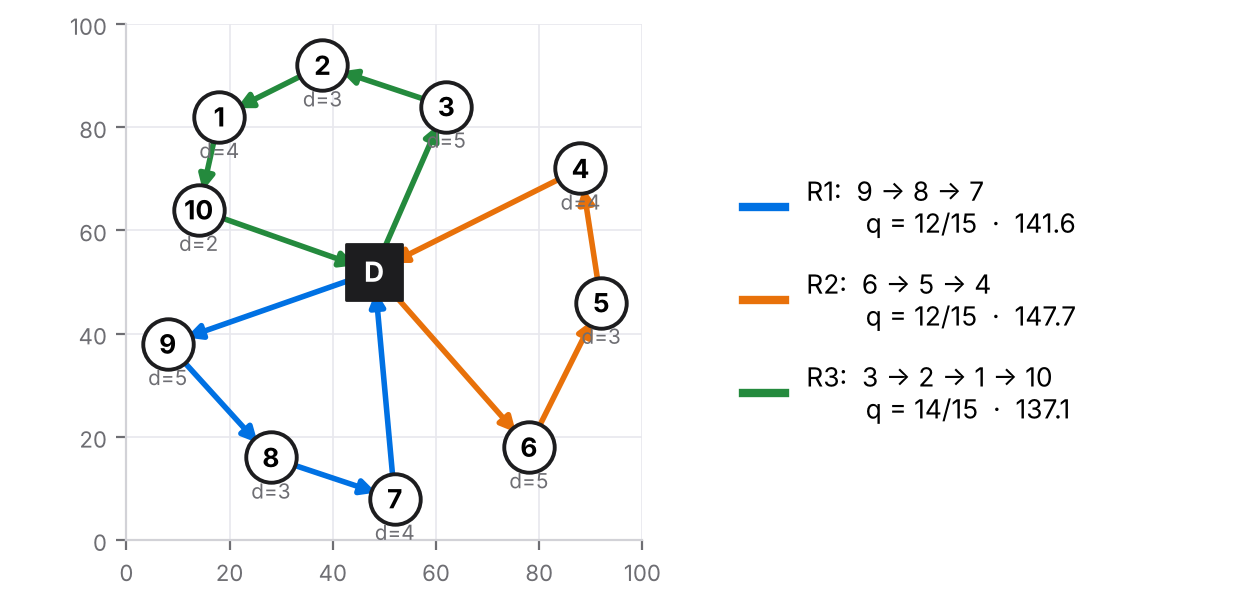 100
2
d=3
3
d=5
1
d=4
80
4
d=4
10
d=2
60
D
5
d=3
40
9
d=5
8
d=3
6
d=5
20
7
d=4
0
0 20 40 60 80 100
R1: 9 → 8 → 7
q = 12/15 · 141.6
R2: 6 → 5 → 4
q = 12/15 · 147.7
R3: 3 → 2 → 1 → 10
q = 14/15 · 137.1